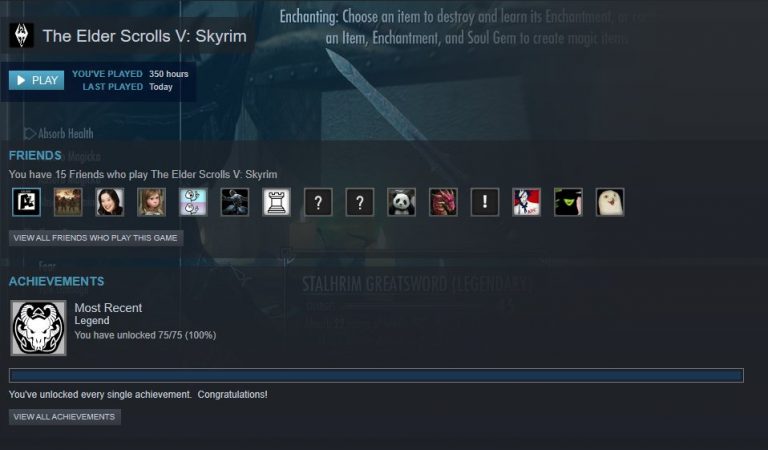 Enchanting: Choose an item to destroy and learn its Enchantment, or
an Item, Enchantment, and Soul Gem to create magic items
The Elder Scrolls V: Skyrim
PLAY
YOU'VE PLAYED 350 hours
LAST PLAYED Today
Absorb Health
Magicka
FRIENDS
You have 15 Friends who play The Elder Scrolls V: Skyrim
?
?
!
KFC
VIEW ALL FRIENDS WHO PLAY THIS GAME
Fear
STALHRIM GREATSWORD (LEGENDARY)
ACHIEVEMENTS
Most Recent
Legend
You have unlocked 75/75 (100%)
You've unlocked every single achievement. Congratulations!
VIEW ALL ACHIEVEMENTS